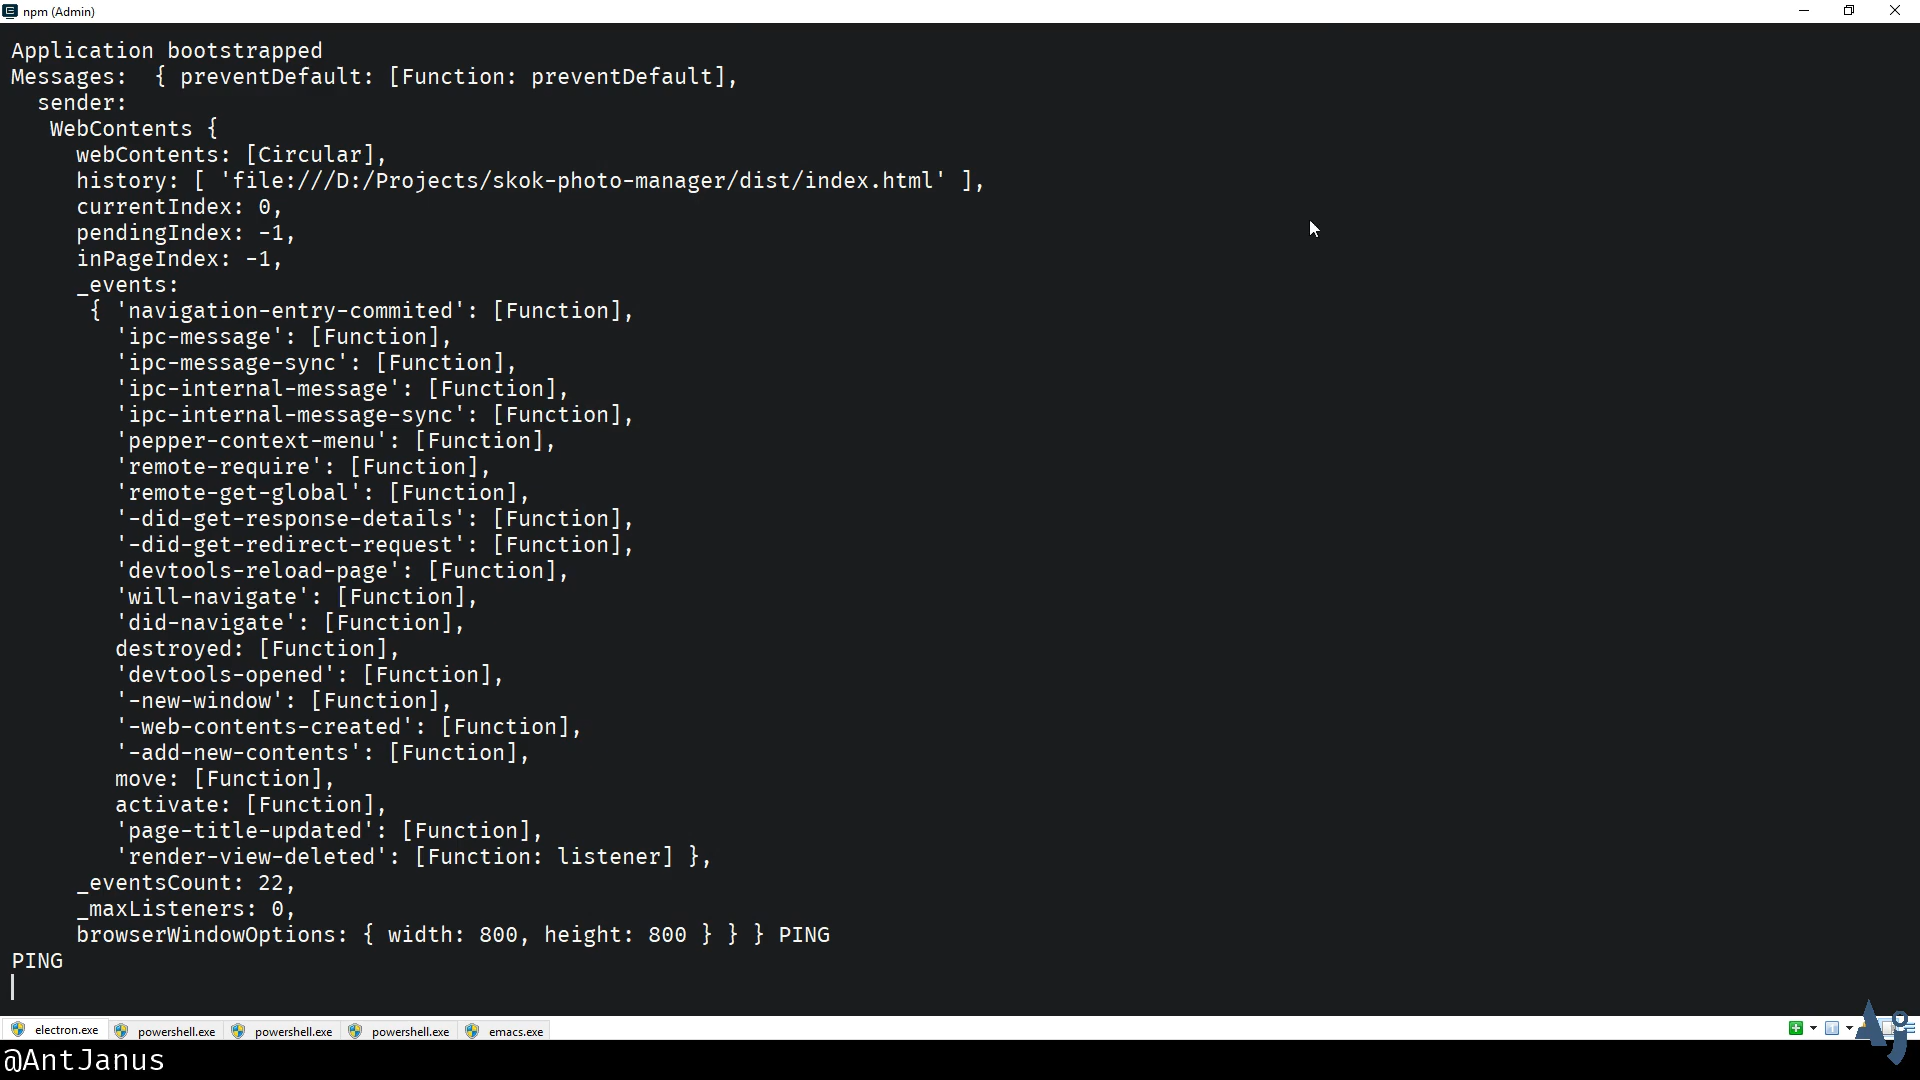 npm (Admin)
Application bootstrapped
Messages:  { preventDefault: [Function: preventDefault],
  sender:
   WebContents {
     webContents: [Circular],
     history: [ 'file:///D:/Projects/skok-photo-manager/dist/index.html' ],
     currentIndex: 0,
     pendingIndex: -1,
     inPageIndex: -1,
     _events:
      { 'navigation-entry-commited': [Function],
        'ipc-message': [Function],
        'ipc-message-sync': [Function],
        'ipc-internal-message': [Function],
        'ipc-internal-message-sync': [Function],
        'pepper-context-menu': [Function],
        'remote-require': [Function],
        'remote-get-global': [Function],
        '-did-get-response-details': [Function],
        '-did-get-redirect-request': [Function],
        'devtools-reload-page': [Function],
        'will-navigate': [Function],
        'did-navigate': [Function],
        destroyed: [Function],
        'devtools-opened': [Function],
        '-new-window': [Function],
        '-web-contents-created': [Function],
        '-add-new-contents': [Function],
        move: [Function],
        activate: [Function],
        'page-title-updated': [Function],
        'render-view-deleted': [Function: listener] },
     _eventsCount: 22,
     _maxListeners: 0,
     browserWindowOptions: { width: 800, height: 800 } } } PING
PING
electron.exe powershell.exe powershell.exe powershell.exe emacs.exe
@AntJanus
Aj